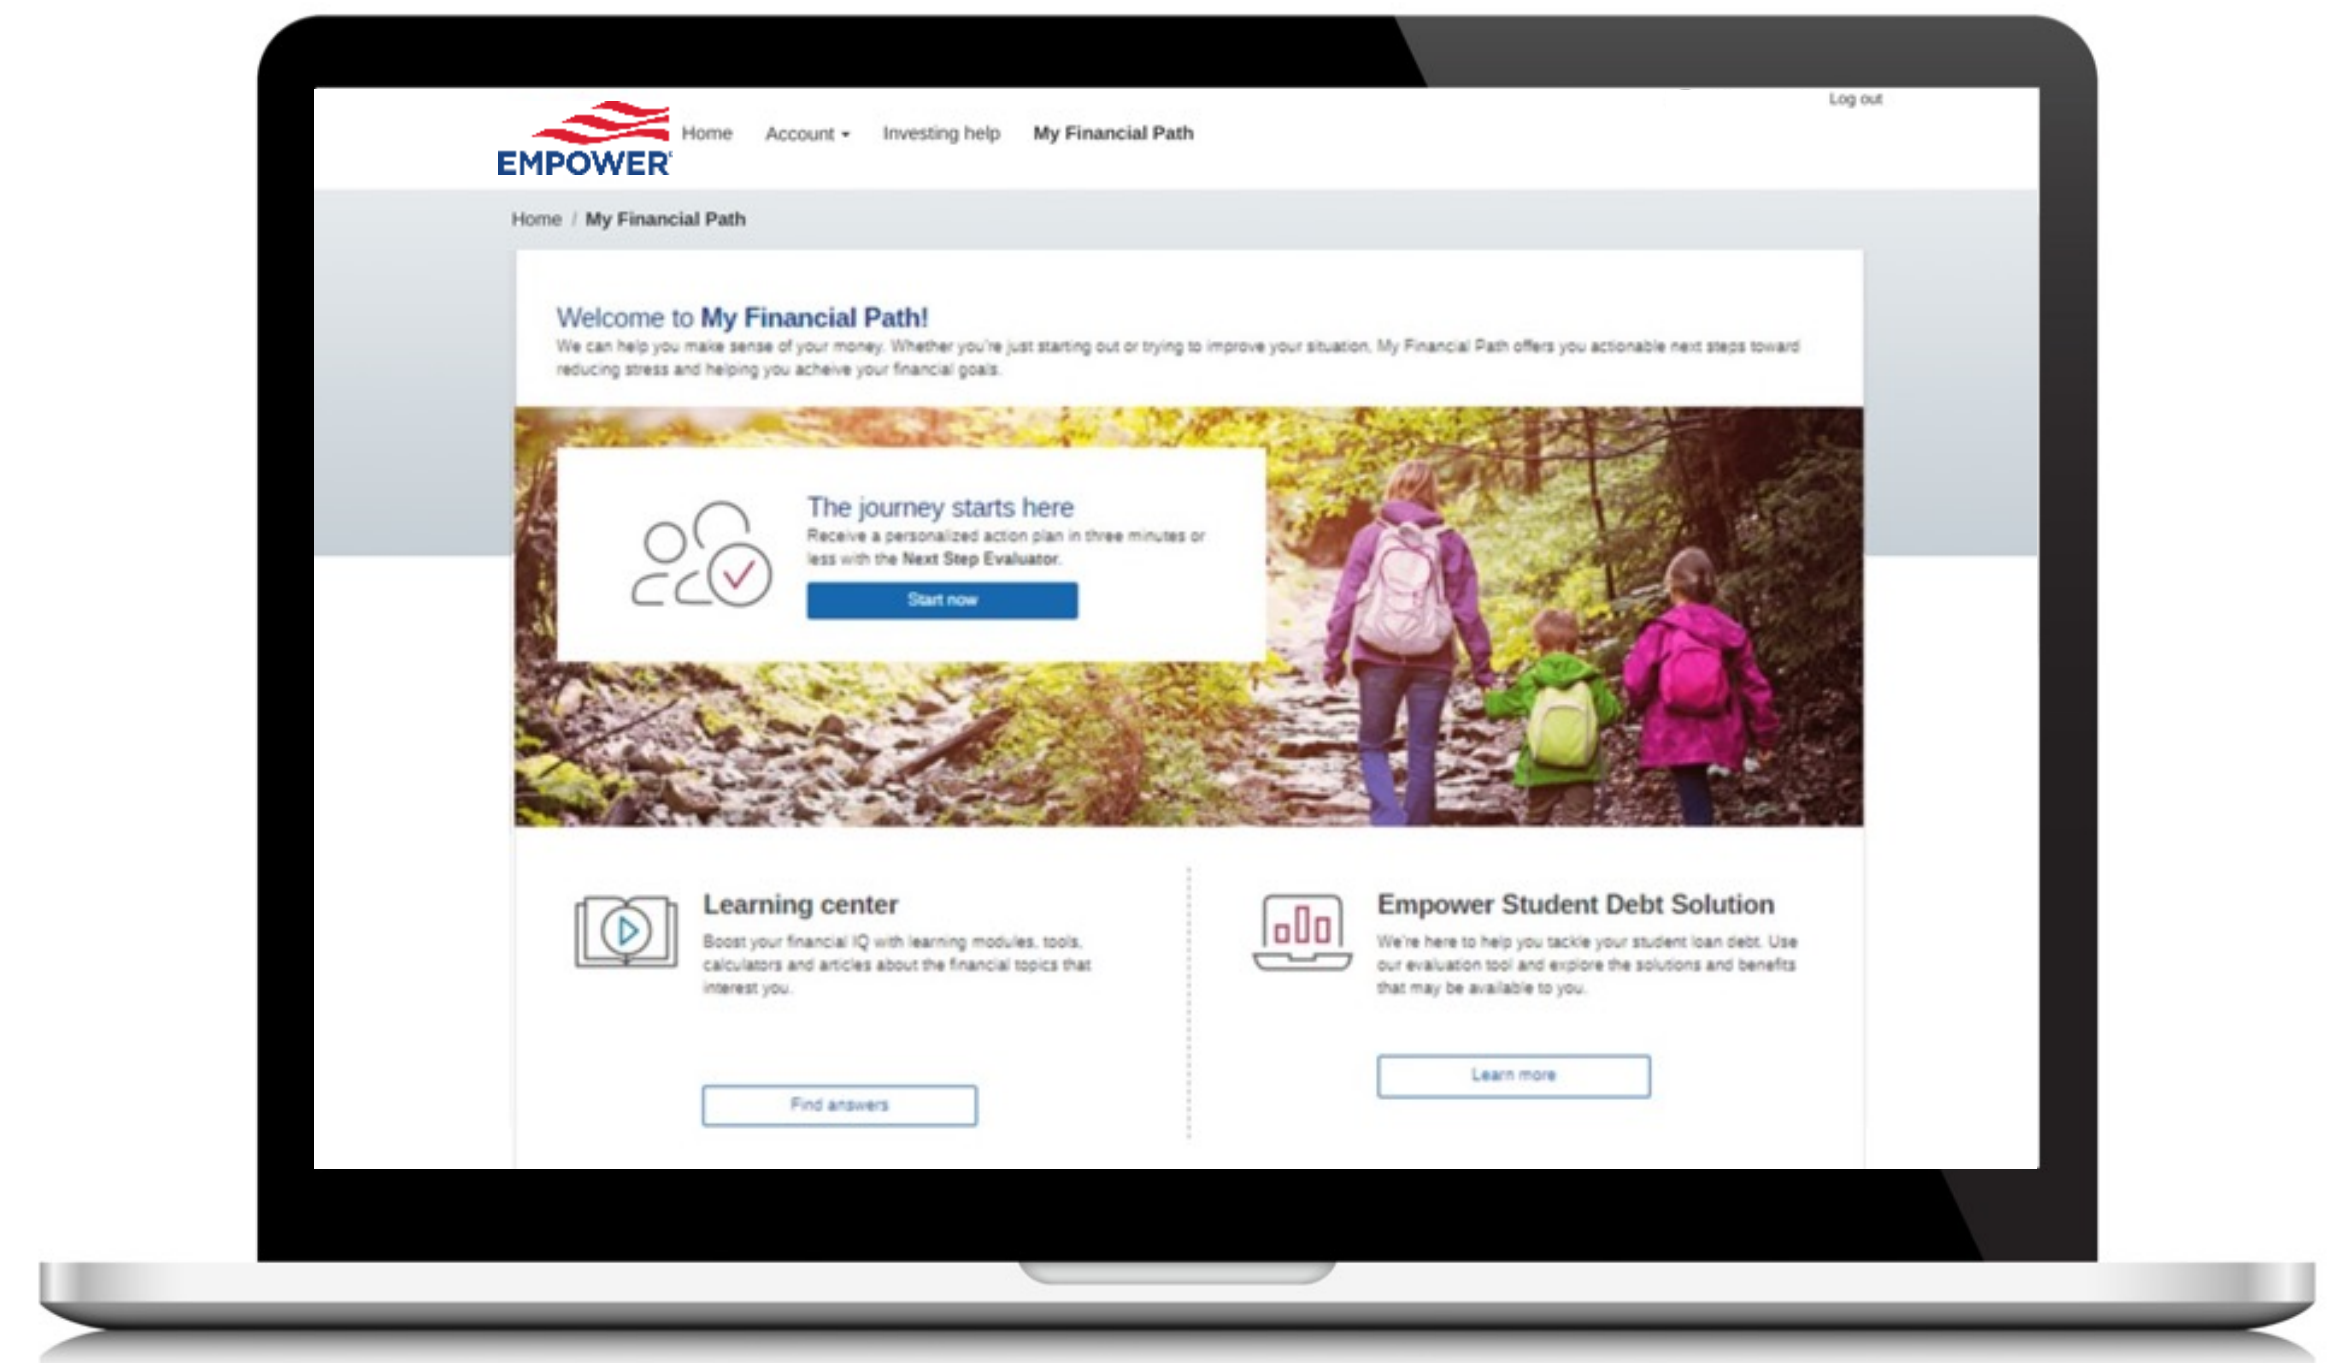 Log out
EMPOWER
Home Account Investing help My Financial Path
Home / My Financial Path
Welcome to My Financial Path!
We can help you make sense of your money. Whether you're just starting out or trying to improve your situation, My Financial Path offers you actionable next steps toward
reducing stress and helping you acheive your financial goals.
The journey starts here
Receive a personalized action plan in three minutes or
less with the Next Step Evaluator.
Start now
Learning center
Boost your financial IQ with learning modules, tools,
calculators and articles about the financial topics that
interest you.
Find answers
Empower Student Debt Solution
We're here to help you tackle your student loan debt. Use
our evaluation tool and explore the solutions and benefits
that may be available to you.
Learn more